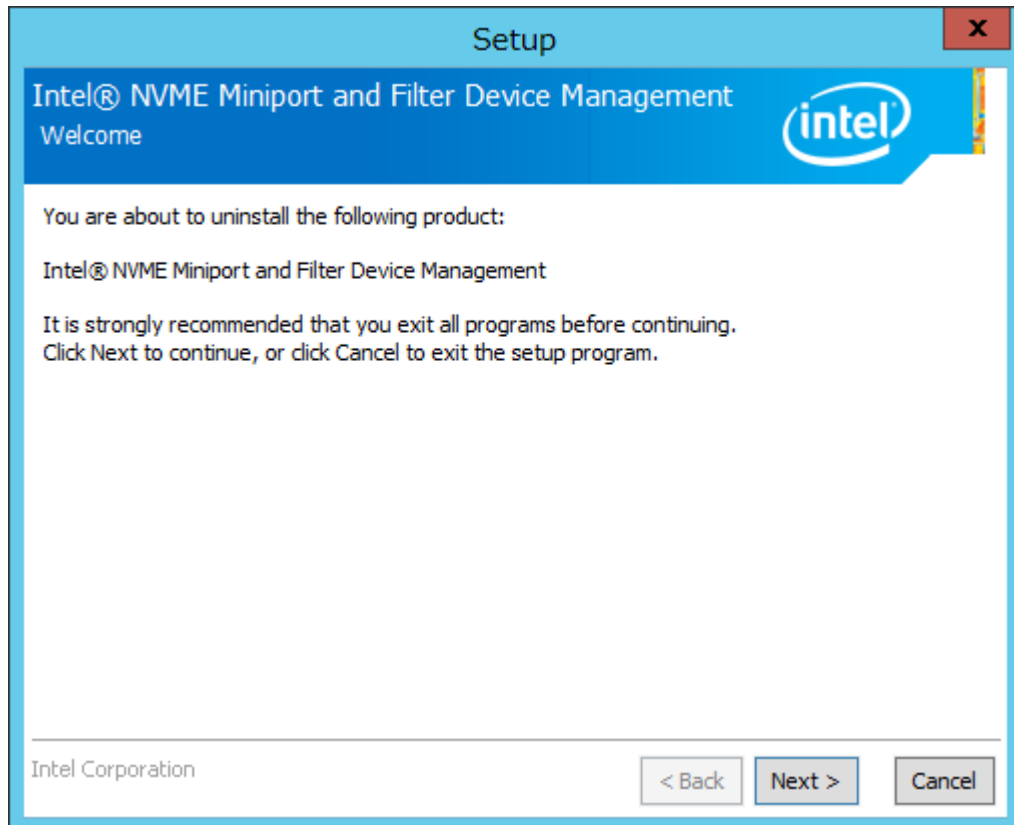 Setup
x
Intel® NVME Miniport and Filter Device Management
Welcome
intel
You are about to uninstall the following product:
Intel® NVME Miniport and Filter Device Management
It is strongly recommended that you exit all programs before continuing.
Click Next to continue, or click Cancel to exit the setup program.
Intel Corporation
< Back Next > Cancel